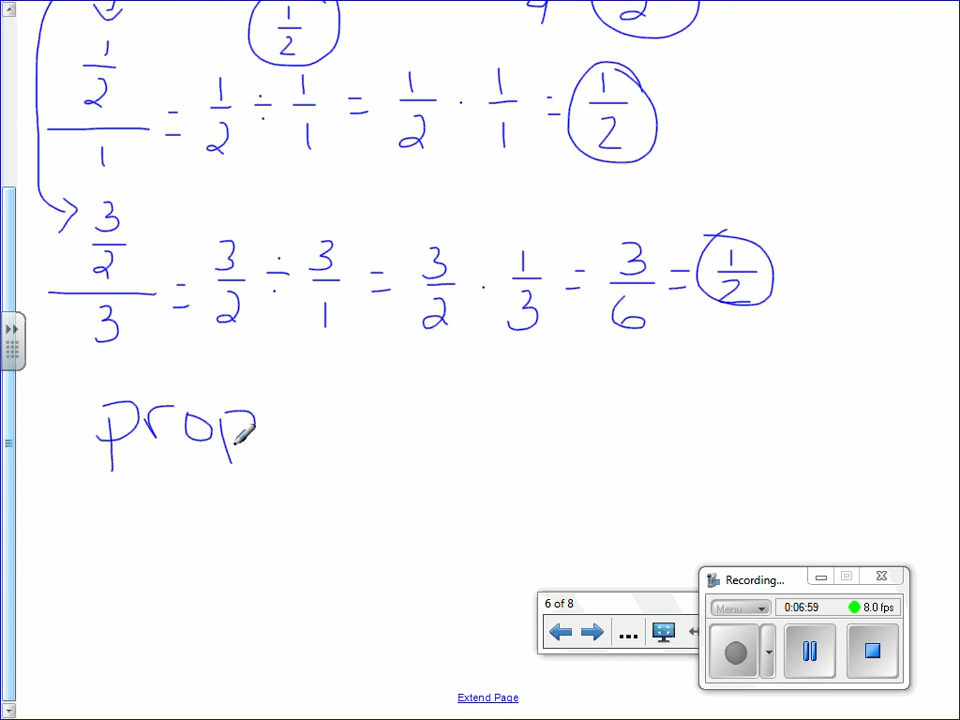 1/2
9 2
1/2 / 1 = 1/2 ÷ 1/1 = 1/2 · 1/1 = 1/2
3/2 / 3 = 3/2 ÷ 3/1 = 3/2 · 1/3 = 3/6 = 1/2
prop
Recording...
6 of 8
Menu 0:06:59 8.0 fps
...
Extend Page